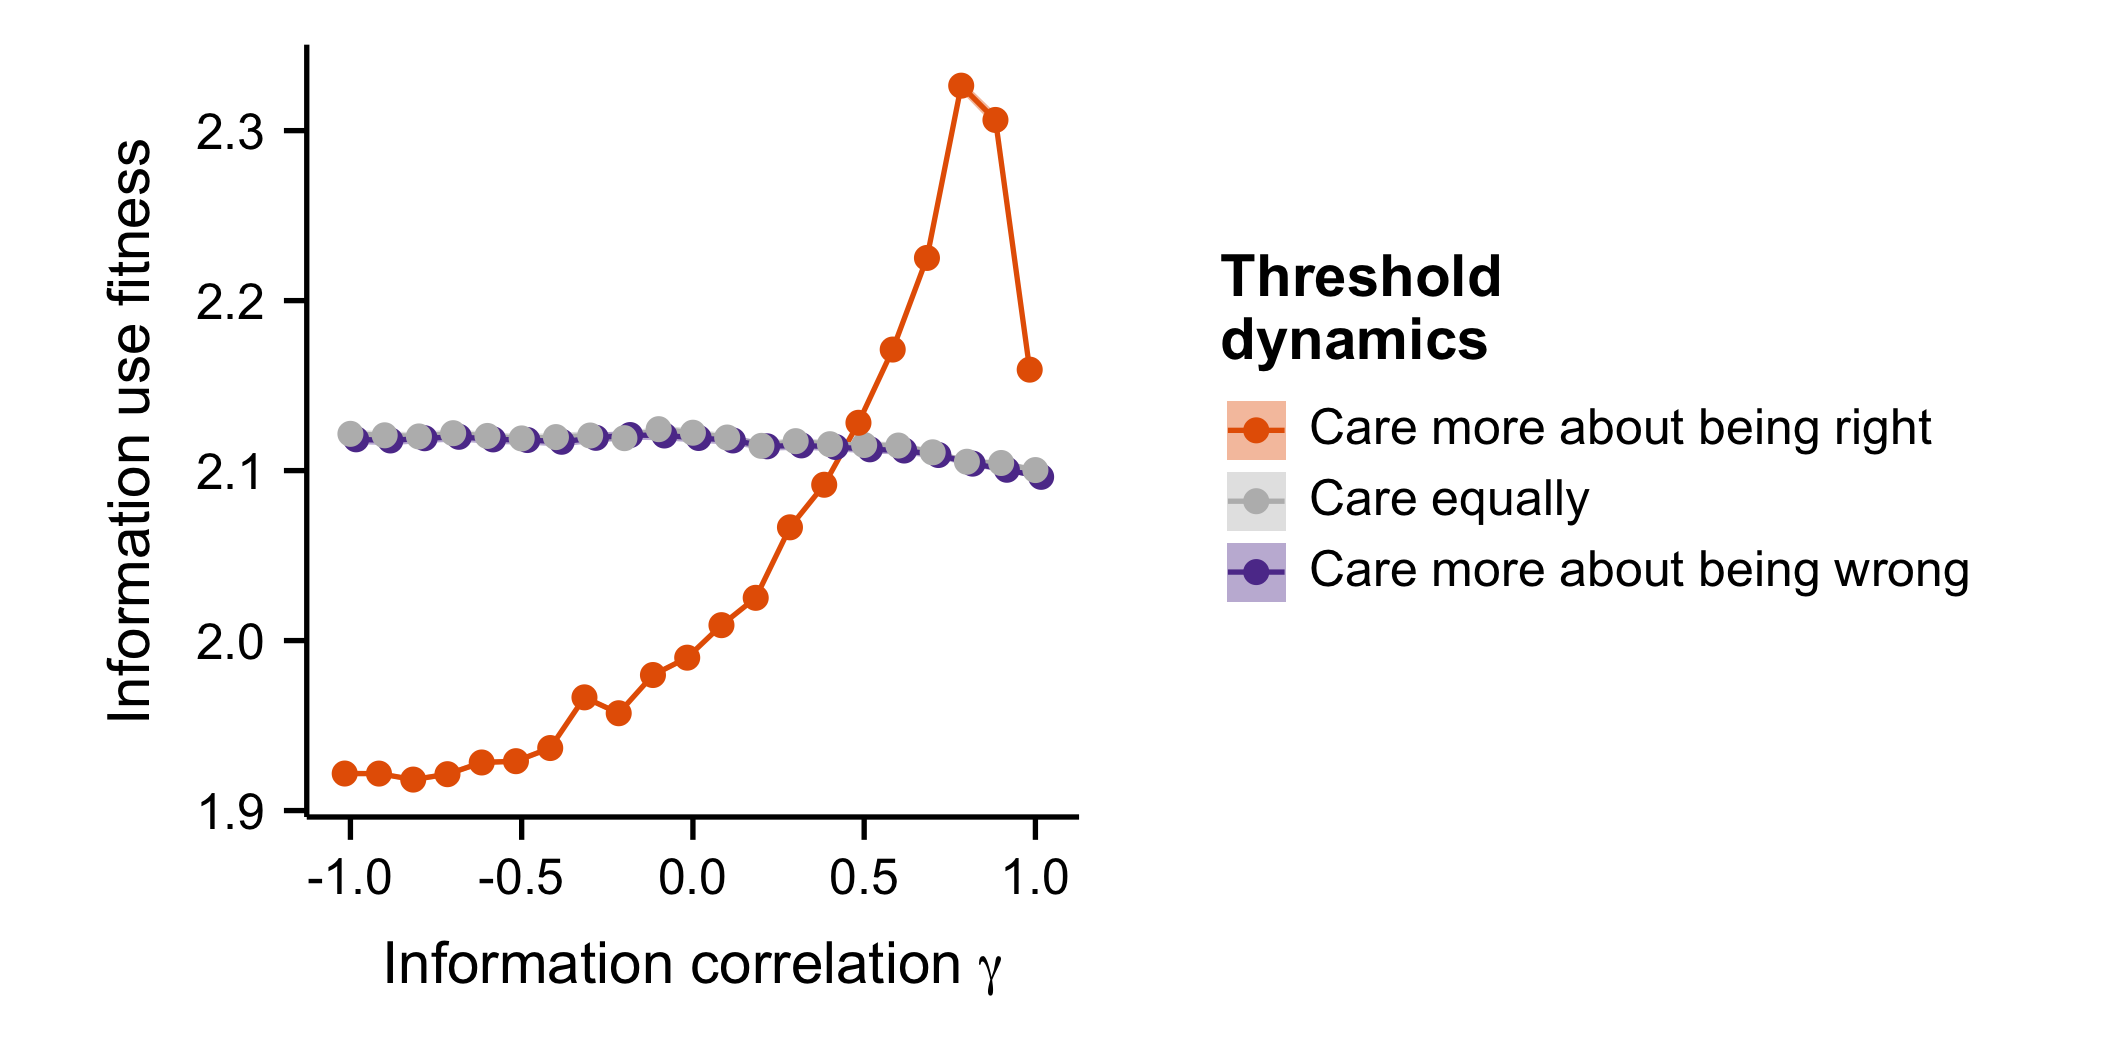 Information use fitness
2.3
2.2
2.1
2.0
1.9
-1.0 -0.5 0.0 0.5 1.0
Information correlation γ
Threshold
dynamics
Care more about being right
Care equally
Care more about being wrong